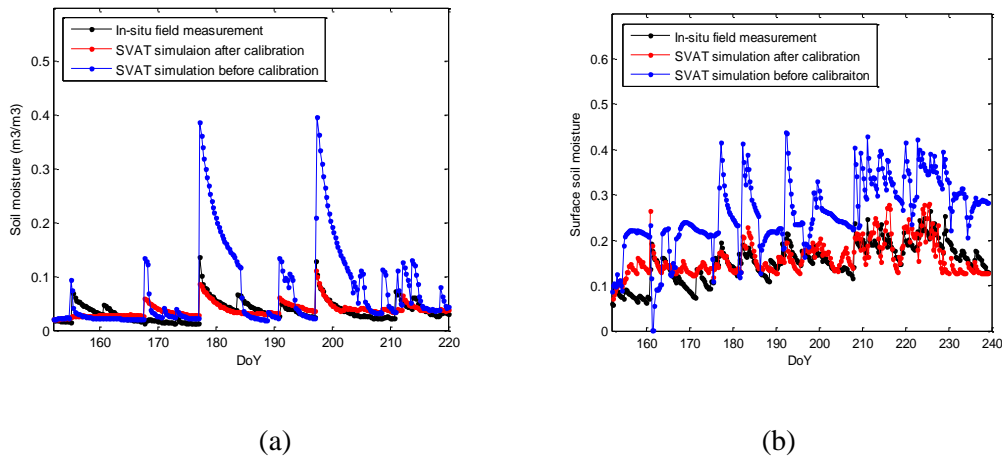 In-situ field measurement
SVAT simulaion after calibration
SVAT simulation before calibration
Soil moisture (m3/m3)
0.5
0.4
0.3
0.2
0.1
0
160 170 180 190 200 210 220
DoY
(a)
In-situ field measurement
SVAT simulation after calibration
SVAT simulation before calibraiton
Surface soil moisture
0.6
0.5
0.4
0.3
0.2
0.1
0
160 170 180 190 200 210 220 230 240
DoY
(b)